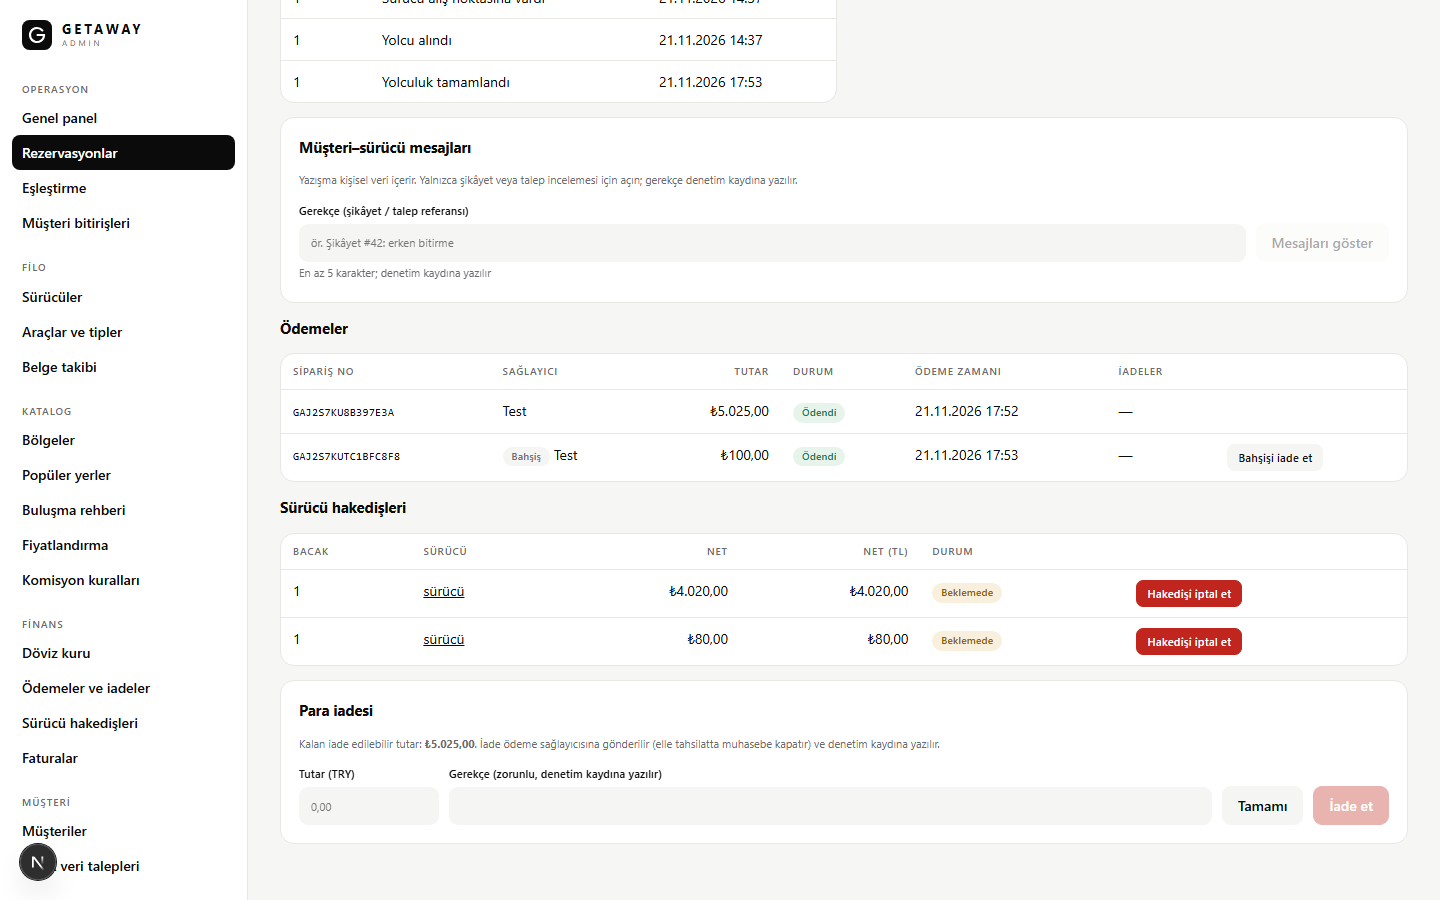 GETAWAY
ADMIN
OPERASYON
Genel panel
Rezervasyonlar
Eşleştirme
Müşteri bitirişleri
FİLO
Sürücüler
Araçlar ve tipler
Belge takibi
KATALOG
Bölgeler
Popüler yerler
Buluşma rehberi
Fiyatlandırma
Komisyon kuralları
FİNANS
Döviz kuru
Ödemeler ve iadeler
Sürücü hakedişleri
Faturalar
MÜŞTERİ
Müşteriler
veri talepleri
1 Yolcu alındı 21.11.2026 14:37
1 Yolculuk tamamlandı 21.11.2026 17:53
Müşteri–sürücü mesajları
Yazışma kişisel veri içerir. Yalnızca şikâyet veya talep incelemesi için açın; gerekçe denetim kaydına yazılır.
Gerekçe (şikâyet / talep referansı)
ör. Şikâyet #42: erken bitirme
Mesajları göster
En az 5 karakter; denetim kaydına yazılır
Ödemeler
SİPARİŞ NO SAĞLAYICI TUTAR DURUM ÖDEME ZAMANI İADELER
GAJ2S7KU8B397E3A Test ₺5.025,00 Ödendi 21.11.2026 17:52 —
GAJ2S7KUTC1BFC8F8 Bahşiş Test ₺100,00 Ödendi 21.11.2026 17:53 — Bahşişi iade et
Sürücü hakedişleri
BACAK SÜRÜCÜ NET NET (TL) DURUM
1 sürücü ₺4.020,00 ₺4.020,00 Beklemede Hakedişi iptal et
1 sürücü ₺80,00 ₺80,00 Beklemede Hakedişi iptal et
Para iadesi
Kalan iade edilebilir tutar: ₺5.025,00. İade ödeme sağlayıcısına gönderilir (elle tahsilatta muhasebe kapatır) ve denetim kaydına yazılır.
Tutar (TRY) Gerekçe (zorunlu, denetim kaydına yazılır)
0,00 Tamamı İade et